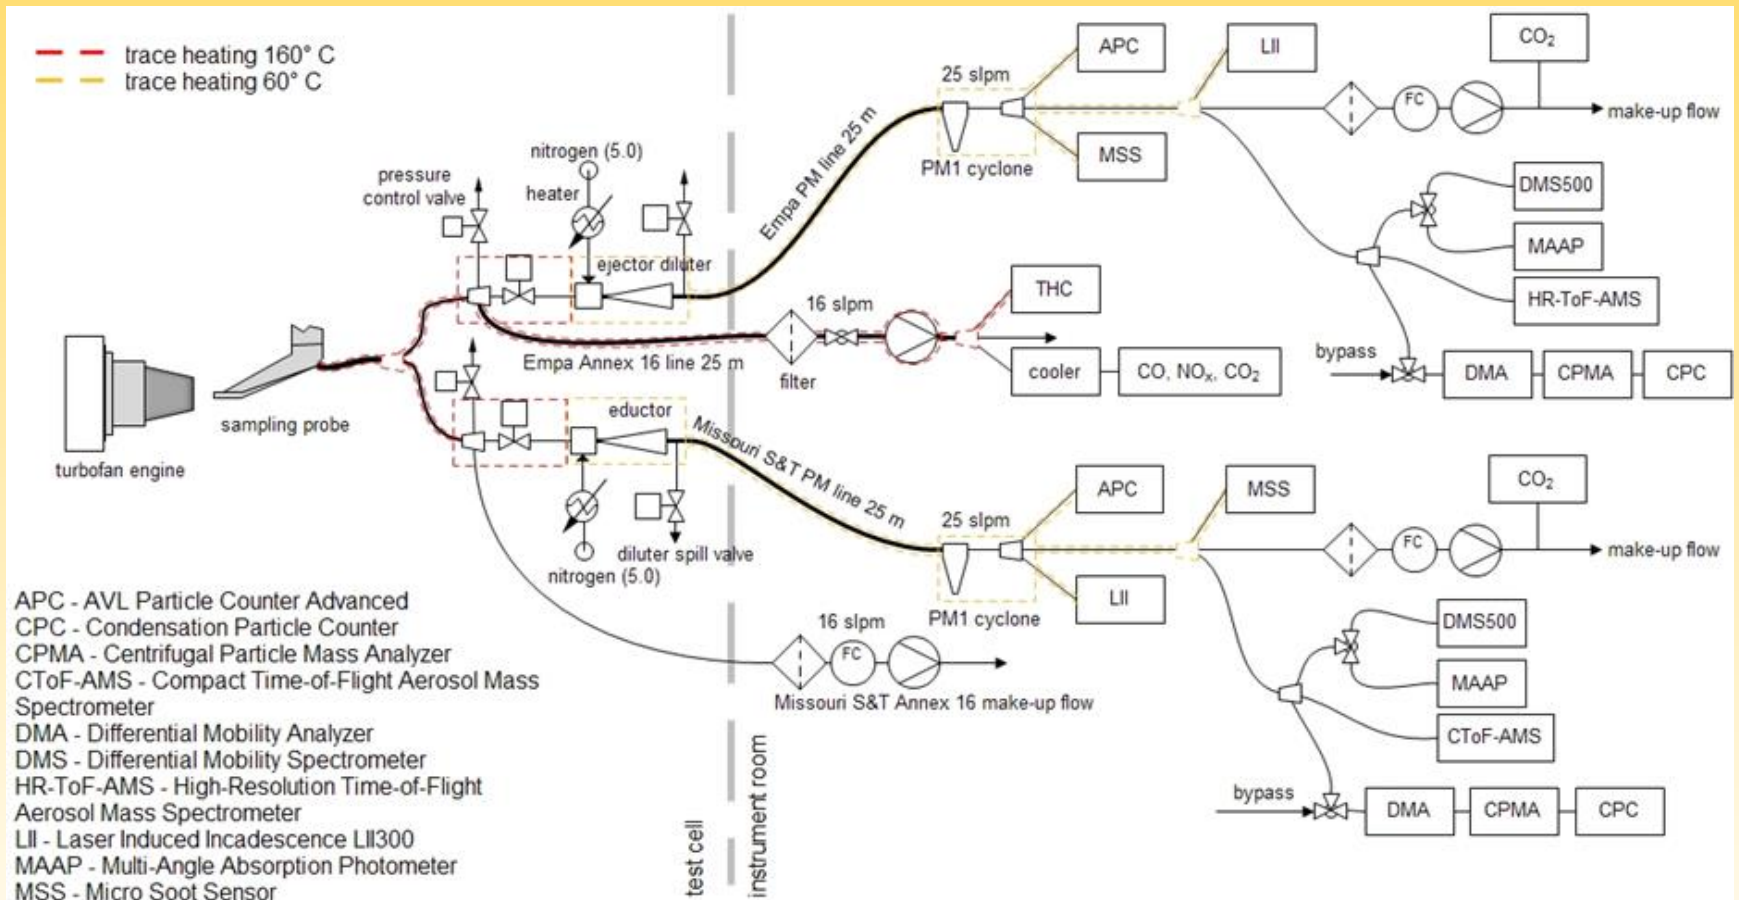 trace heating 160° C
trace heating 60° C
pressure
control valve
nitrogen (5.0)
heater
ejector diluter
Empa PM line 25 m
25 slpm
PM1 cyclone
APC
MSS
LII
CO₂
FC
make-up flow
DMS500
MAAP
HR-ToF-AMS
bypass
DMA
CPMA
CPC
16 slpm
THC
cooler
CO, NOₓ, CO₂
filter
Empa Annex 16 line 25 m
turbofan engine
sampling probe
eductor
Missouri S&T PM line 25 m
nitrogen (5.0)
diluter spill valve
25 slpm
PM1 cyclone
APC
LII
MSS
CO₂
FC
make-up flow
DMS500
MAAP
CToF-AMS
bypass
DMA
CPMA
CPC
16 slpm
FC
Missouri S&T Annex 16 make-up flow
test cell
instrument room
APC - AVL Particle Counter Advanced
CPC - Condensation Particle Counter
CPMA - Centrifugal Particle Mass Analyzer
CToF-AMS - Compact Time-of-Flight Aerosol Mass
Spectrometer
DMA - Differential Mobility Analyzer
DMS - Differential Mobility Spectrometer
HR-ToF-AMS - High-Resolution Time-of-Flight
Aerosol Mass Spectrometer
LII - Laser Induced Incadescence LII300
MAAP - Multi-Angle Absorption Photometer
MSS - Micro Soot Sensor